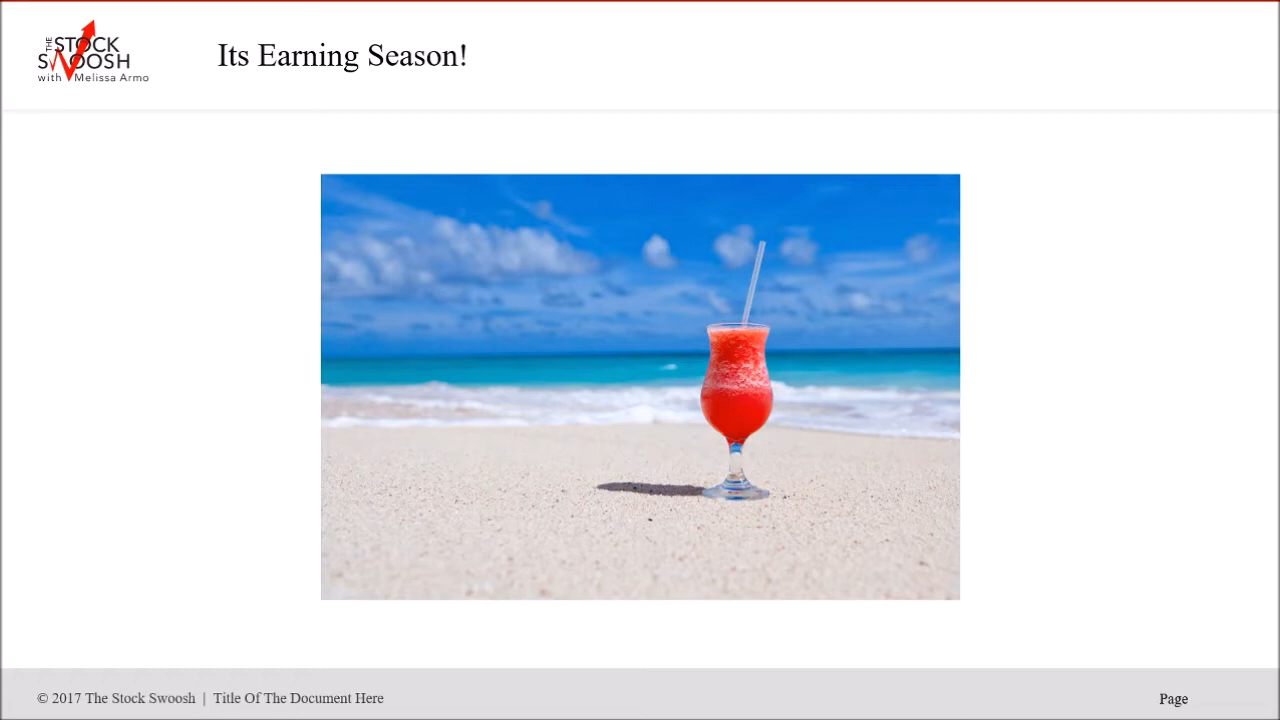 THE STOCK
SWOOSH
with Melissa Armo
Its Earning Season!
© 2017 The Stock Swoosh | Title Of The Document Here
Page